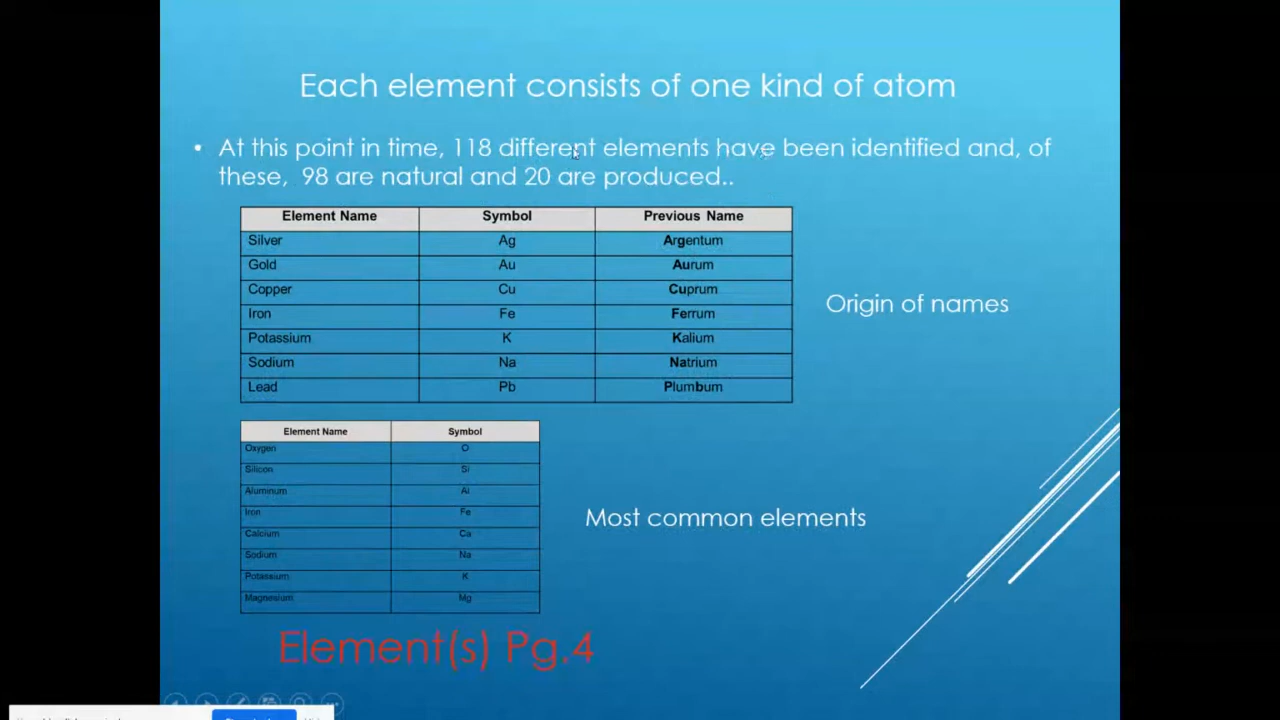 Each element consists of one kind of atom
• At this point in time, 118 different elements have been identified and, of
these, 98 are natural and 20 are produced..
Element Name Symbol Previous Name
Silver Ag Argentum
Gold Au Aurum
Copper Cu Cuprum
Iron Fe Ferrum
Potassium K Kalium
Sodium Na Natrium
Lead Pb Plumbum
Origin of names
Element Name Symbol
Oxygen O
Silicon Si
Aluminum Al
Iron Fe
Calcium Ca
Sodium Na
Potassium K
Magnesium Mg
Most common elements
Element(s) Pg.4